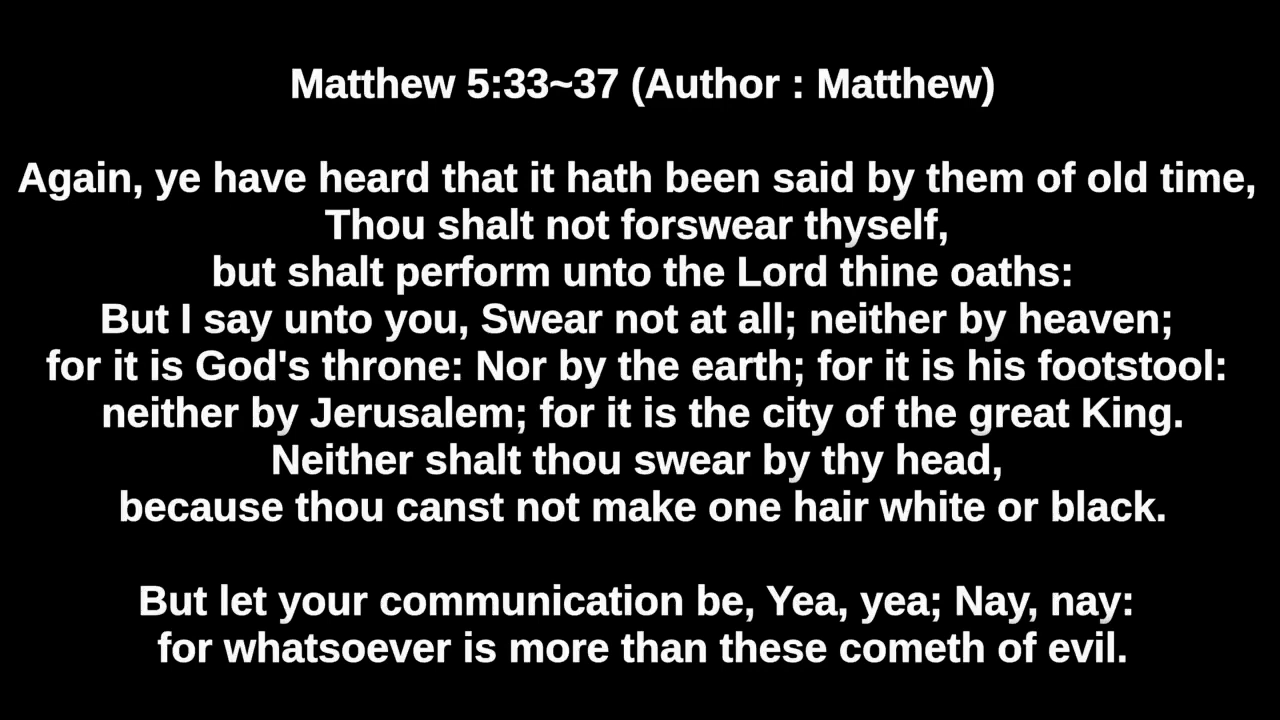 Matthew 5:33~37 (Author : Matthew)
Again, ye have heard that it hath been said by them of old time,
Thou shalt not forswear thyself,
but shalt perform unto the Lord thine oaths:
But I say unto you, Swear not at all; neither by heaven;
for it is God's throne: Nor by the earth; for it is his footstool:
neither by Jerusalem; for it is the city of the great King.
Neither shalt thou swear by thy head,
because thou canst not make one hair white or black.
But let your communication be, Yea, yea; Nay, nay:
for whatsoever is more than these cometh of evil.